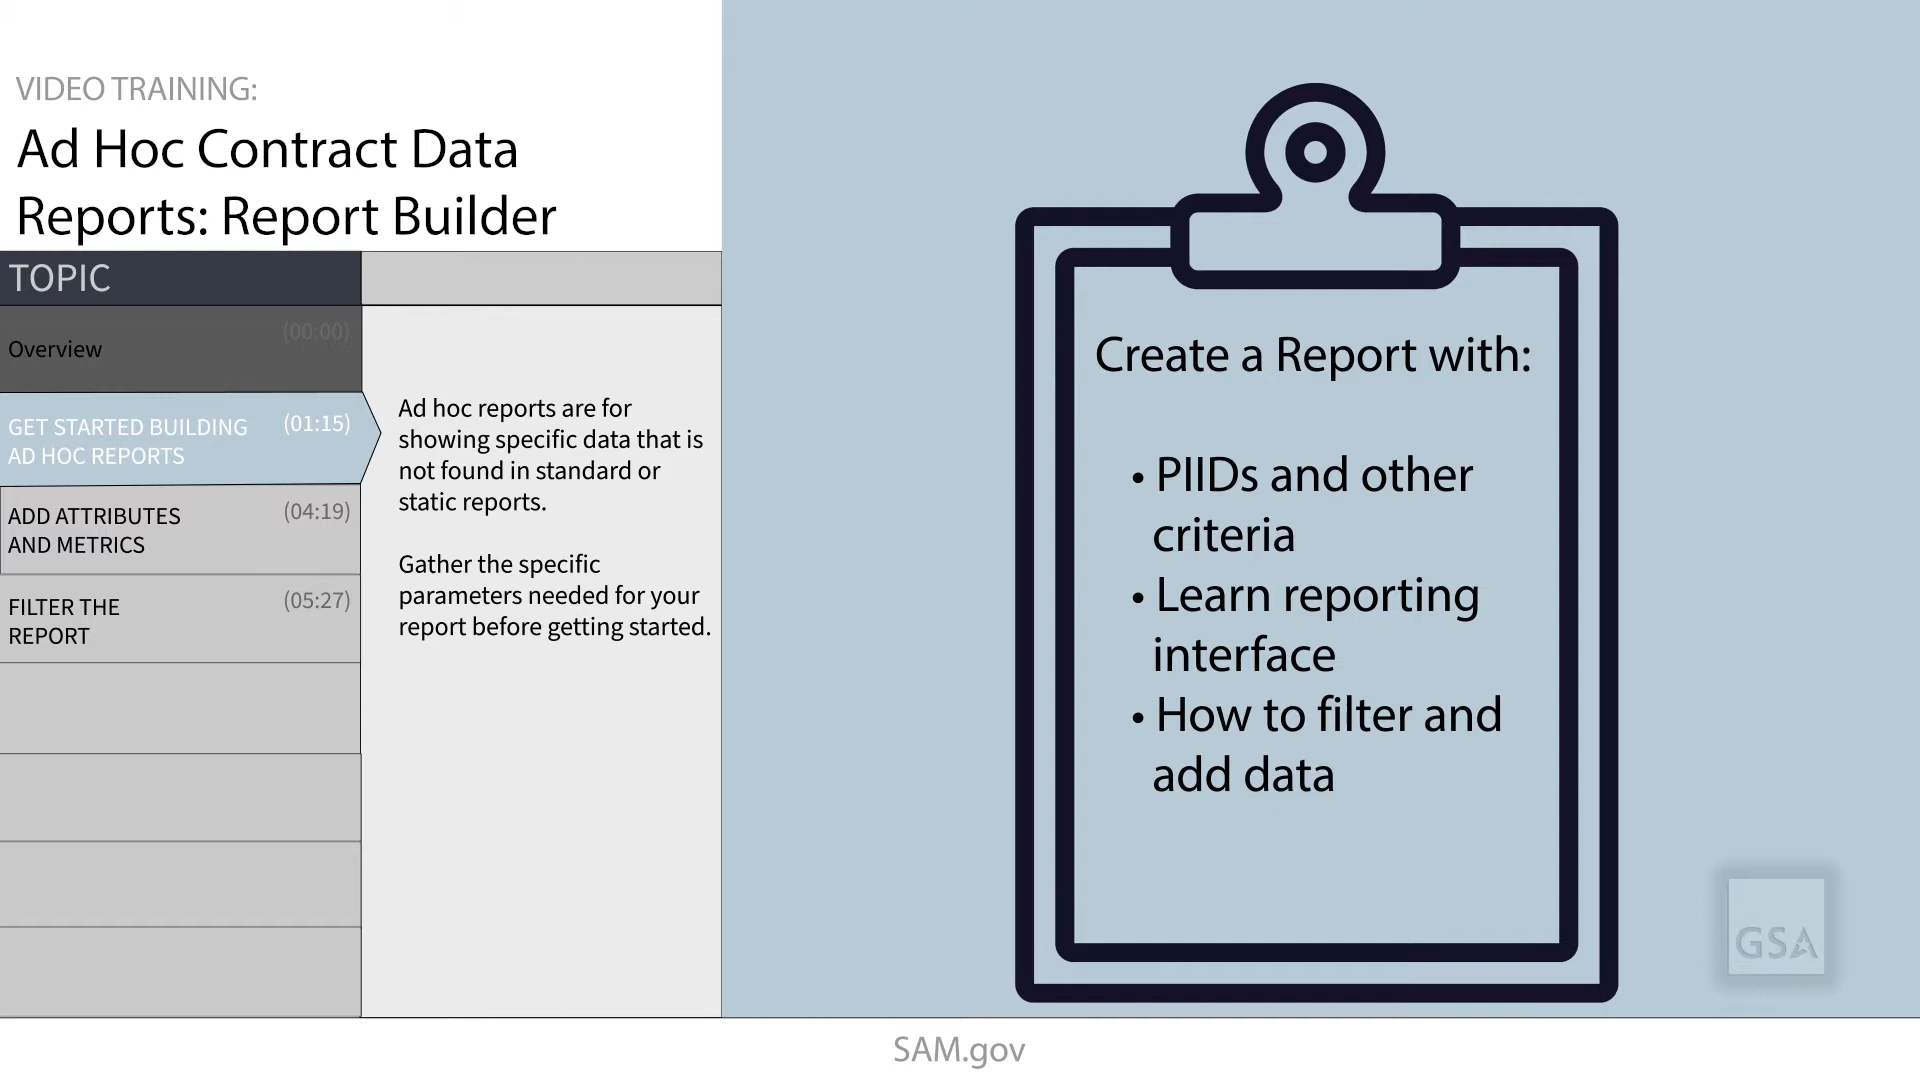 VIDEO TRAINING:
Ad Hoc Contract Data
Reports: Report Builder
TOPIC
Overview
(00:00)
GET STARTED BUILDING
AD HOC REPORTS
(01:15)
ADD ATTRIBUTES
AND METRICS
(04:19)
FILTER THE
REPORT
(05:27)
Ad hoc reports are for
showing specific data that is
not found in standard or
static reports.
Gather the specific
parameters needed for your
report before getting started.
Create a Report with:
• PIIDs and other
criteria
• Learn reporting
interface
• How to filter and
add data
GSA
SAM.gov